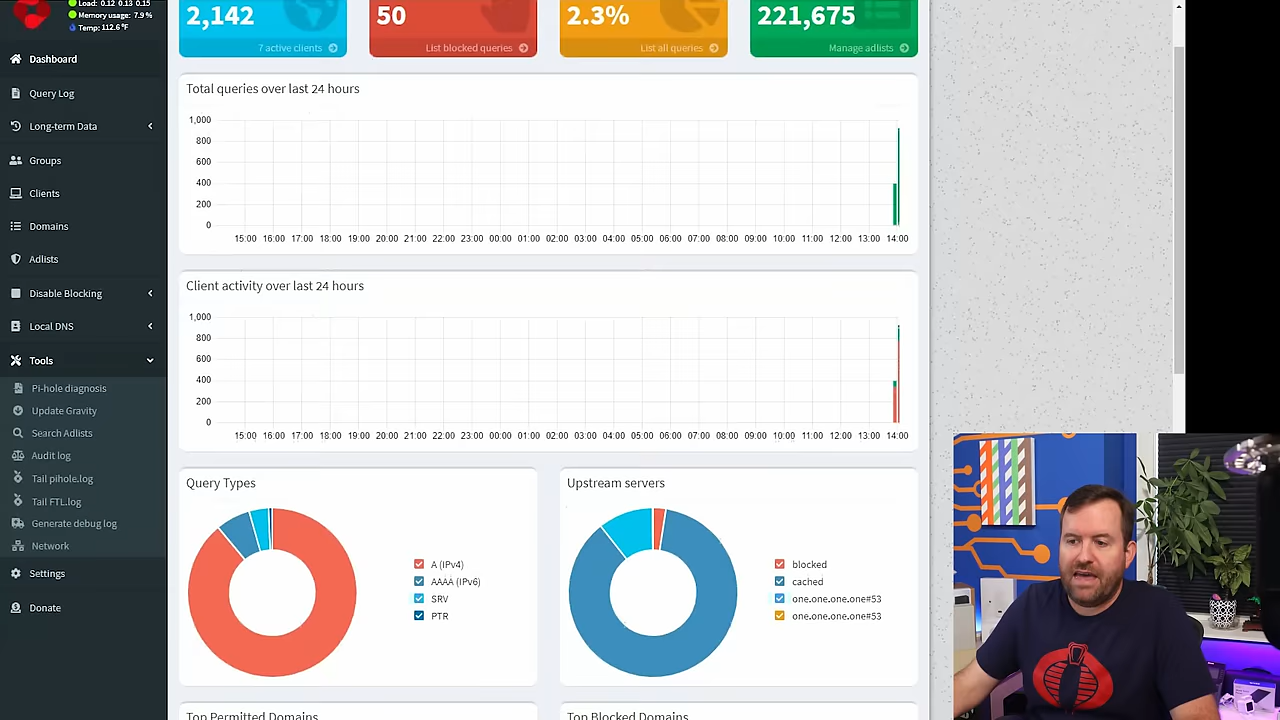 Load: 0.12 0.13 0.15
Memory usage: 7.9 %
Temp: 112.6 °F
Dashboard
Query Log
Long-term Data
Groups
Clients
Domains
Adlists
Disable Blocking
Local DNS
Tools
Pi-hole diagnosis
Update Gravity
Search Adlists
Audit log
Tail pihole.log
Tail FTL.log
Generate debug log
Network
Settings
Donate
2,142
7 active clients
50
List blocked queries
2.3%
List all queries
221,675
Manage adlists
Total queries over last 24 hours
1,000
800
600
400
200
0
15:00 16:00 17:00 18:00 19:00 20:00 21:00 22:00 23:00 00:00 01:00 02:00 03:00 04:00 05:00 06:00 07:00 08:00 09:00 10:00 11:00 12:00 13:00 14:00
Client activity over last 24 hours
1,000
800
600
400
200
0
15:00 16:00 17:00 18:00 19:00 20:00 21:00 22:00 23:00 00:00 01:00 02:00 03:00 04:00 05:00 06:00 07:00 08:00 09:00 10:00 11:00 12:00 13:00 14:00
Query Types
A (IPv4)
AAAA (IPv6)
SRV
PTR
Upstream servers
blocked
cached
one.one.one.one#53
one.one.one.one#53
Top Permitted Domains
Top Blocked Domains